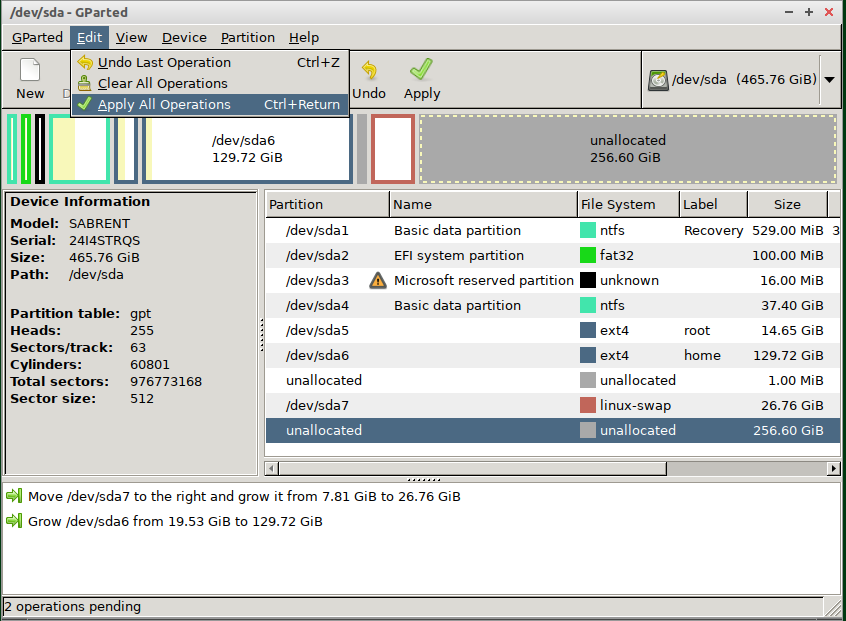 /dev/sda - GParted
GParted Edit View Device Partition Help
Undo Last Operation Ctrl+Z
Clear All Operations
Apply All Operations Ctrl+Return
New Undo Apply /dev/sda (465.76 GiB)
/dev/sda6
129.72 GiB
unallocated
256.60 GiB
Device Information
Model: SABRENT
Serial: 24I4STRQS
Size: 465.76 GiB
Path: /dev/sda
Partition table: gpt
Heads: 255
Sectors/track: 63
Cylinders: 60801
Total sectors: 976773168
Sector size: 512
Partition Name File System Label Size
/dev/sda1 Basic data partition ntfs Recovery 529.00 MiB 3
/dev/sda2 EFI system partition fat32 100.00 MiB
/dev/sda3 Microsoft reserved partition unknown 16.00 MiB
/dev/sda4 Basic data partition ntfs 37.40 GiB
/dev/sda5 ext4 root 14.65 GiB
/dev/sda6 ext4 home 129.72 GiB
unallocated unallocated 1.00 MiB
/dev/sda7 linux-swap 26.76 GiB
unallocated unallocated 256.60 GiB
Move /dev/sda7 to the right and grow it from 7.81 GiB to 26.76 GiB
Grow /dev/sda6 from 19.53 GiB to 129.72 GiB
2 operations pending